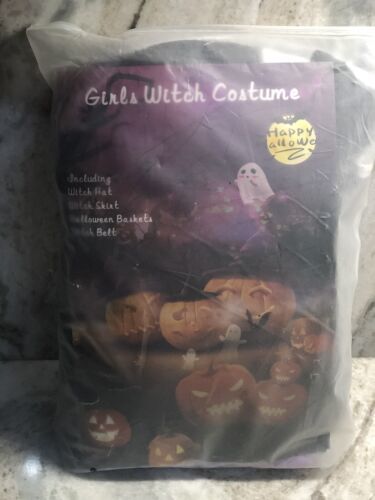 Girls Witch Costume
Happy
Including
Witch Hat
Witch Skirt
Halloween Baskets
Witch Belt